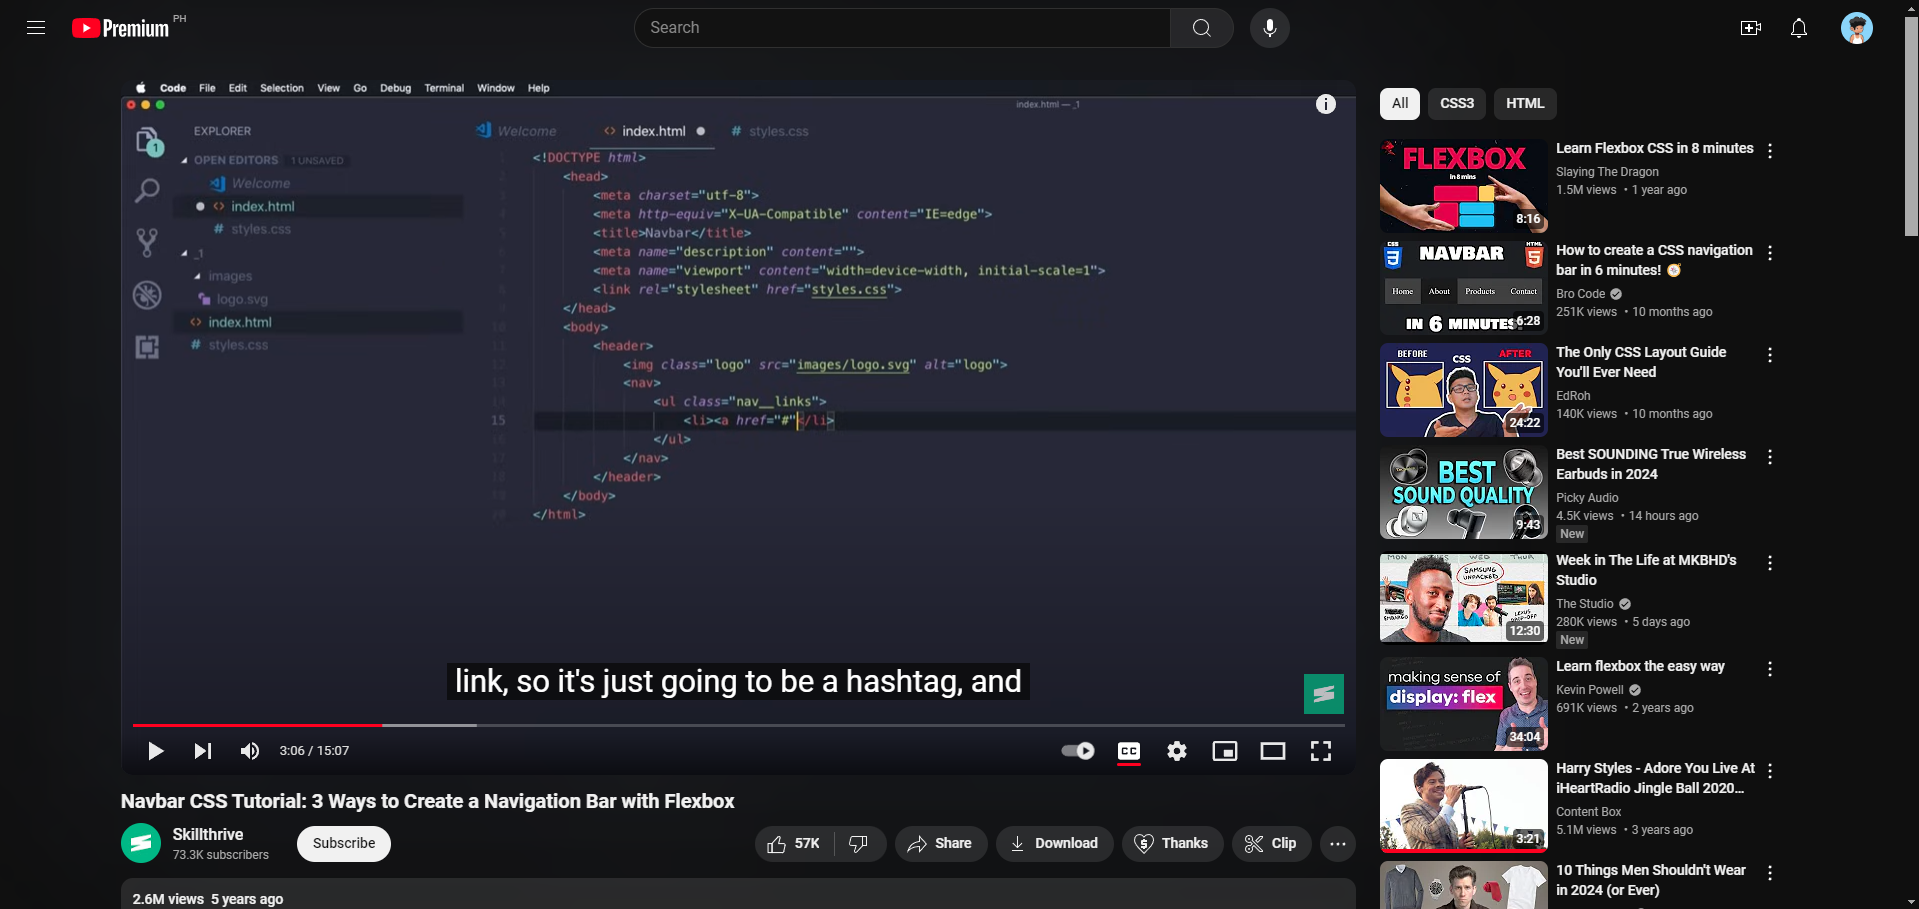 Premium PH
Search
Code File Edit Selection View Go Debug Terminal Window Help
index.html — _1
EXPLORER
OPEN EDITORS 1 UNSAVED
Welcome
index.html
styles.css
_1
images
logo.svg
index.html
styles.css
1
Welcome
index.html
styles.css
<!DOCTYPE html>
<head>
<meta charset="utf-8">
<meta http-equiv="X-UA-Compatible" content="IE=edge">
<title>Navbar</title>
<meta name="description" content="">
<meta name="viewport" content="width=device-width, initial-scale=1">
<link rel="stylesheet" href="styles.css">
</head>
<body>
<header>
<img class="logo" src="images/logo.svg" alt="logo">
<nav>
<ul class="nav__links">
15 <li><a href="#"</li>
</ul>
</nav>
</header>
</body>
</html>
link, so it's just going to be a hashtag, and
3:06 / 15:07
CC
Navbar CSS Tutorial: 3 Ways to Create a Navigation Bar with Flexbox
Skillthrive
73.3K subscribers
Subscribe
57K
Share
Download
Thanks
Clip
2.6M views 5 years ago
All
CSS3
HTML
FLEXBOX
In 8 mins
8:16
Learn Flexbox CSS in 8 minutes
Slaying The Dragon
1.5M views • 1 year ago
CSS
3
NAVBAR
HTML
5
Home About Products Contact
IN 6 MINUTES
6:28
How to create a CSS navigation
bar in 6 minutes! 🧭
Bro Code
251K views • 10 months ago
BEFORE
CSS
AFTER
24:22
The Only CSS Layout Guide
You'll Ever Need
EdRoh
140K views • 10 months ago
BEST
SOUND QUALITY
9:43
Best SOUNDING True Wireless
Earbuds in 2024
Picky Audio
4.5K views • 14 hours ago
New
MON
WED
THUR
SAMSUNG
UNPACKED
EMBARGO
LEXUS
DROP-OFF
12:30
Week in The Life at MKBHD's
Studio
The Studio
280K views • 5 days ago
New
making sense of
display: flex
34:04
Learn flexbox the easy way
Kevin Powell
691K views • 2 years ago
3:21
Harry Styles - Adore You Live At
iHeartRadio Jingle Ball 2020...
Content Box
5.1M views • 3 years ago
10 Things Men Shouldn't Wear
in 2024 (or Ever)